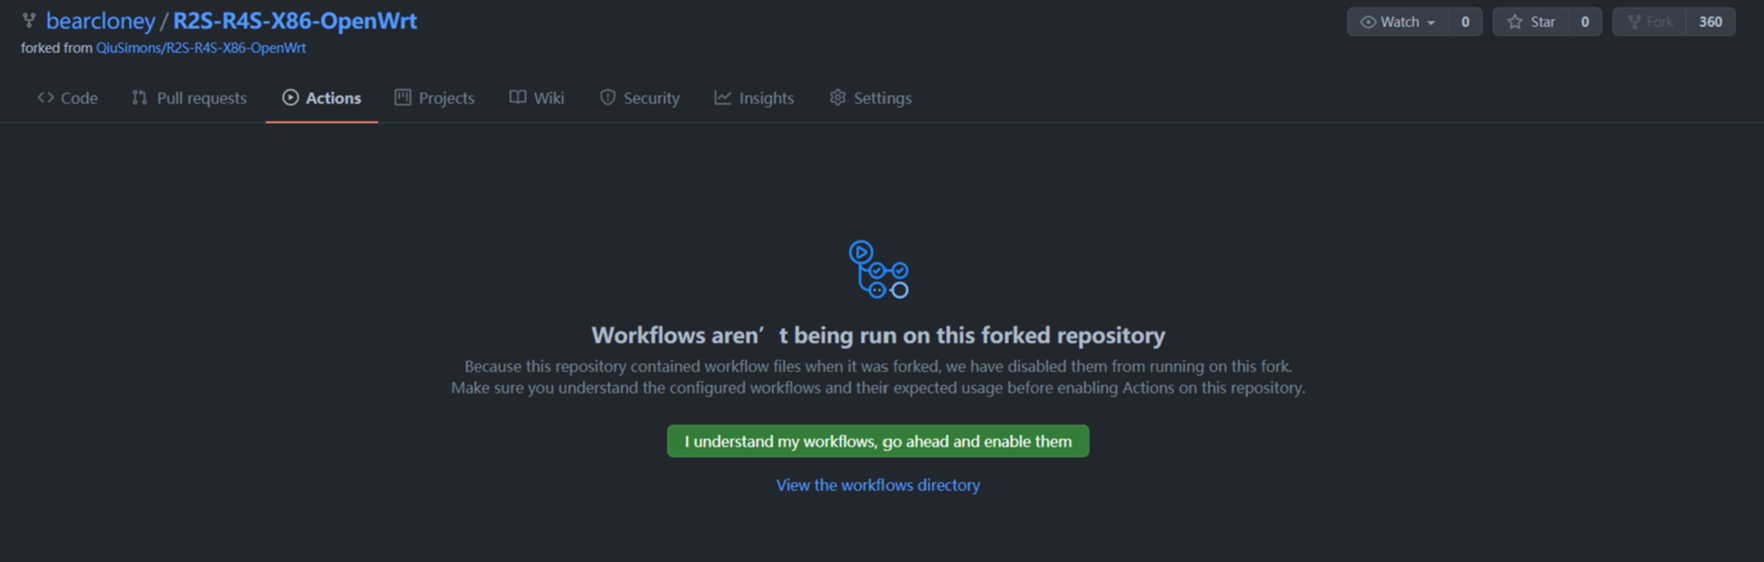 bearcloney / R2S-R4S-X86-OpenWrt
Watch 0 Star 0 Fork 360
forked from QiuSimons/R2S-R4S-X86-OpenWrt
Code Pull requests Actions Projects Wiki Security Insights Settings
Workflows aren’ t being run on this forked repository
Because this repository contained workflow files when it was forked, we have disabled them from running on this fork.
Make sure you understand the configured workflows and their expected usage before enabling Actions on this repository.
I understand my workflows, go ahead and enable them
View the workflows directory